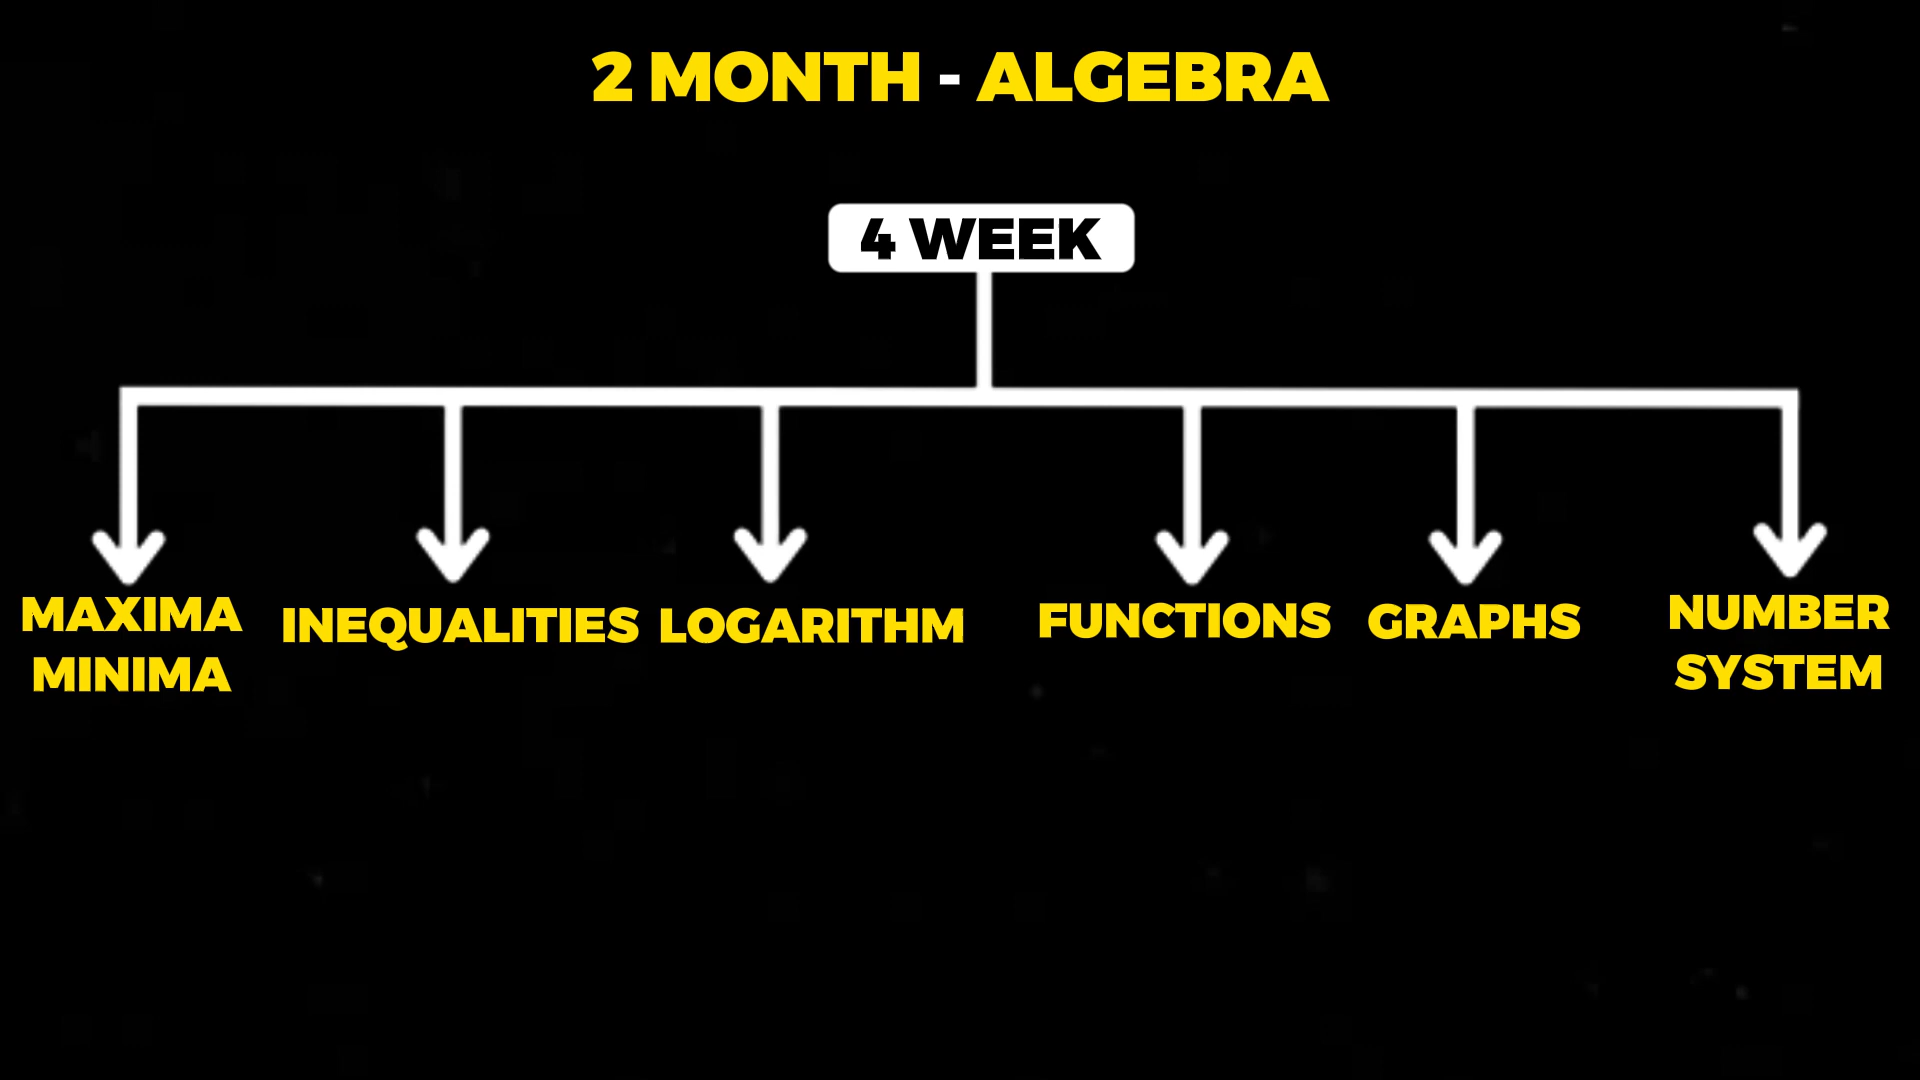 2 MONTH - ALGEBRA
4 WEEK
MAXIMA
MINIMA
INEQUALITIES
LOGARITHM
FUNCTIONS
GRAPHS
NUMBER
SYSTEM